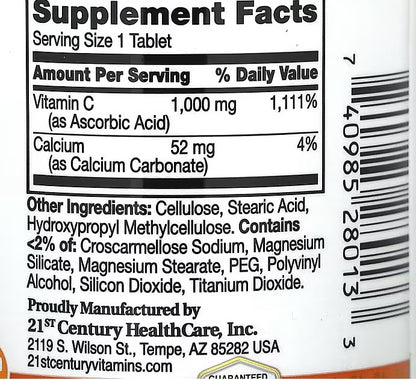 Supplement Facts
Serving Size 1 Tablet
Amount Per Serving % Daily Value
Vitamin C 1,000 mg 1,111%
(as Ascorbic Acid)
Calcium 52 mg 4%
(as Calcium Carbonate)
Other Ingredients: Cellulose, Stearic Acid,
Hydroxypropyl Methylcellulose. Contains
<2% of: Croscarmellose Sodium, Magnesium
Silicate, Magnesium Stearate, PEG, Polyvinyl
Alcohol, Silicon Dioxide, Titanium Dioxide.
Proudly Manufactured by
21ST Century HealthCare, Inc.
2119 S. Wilson St., Tempe, AZ 85282 USA
21stcenturyvitamins.com
GUARANTEED
7 40985 28013 3